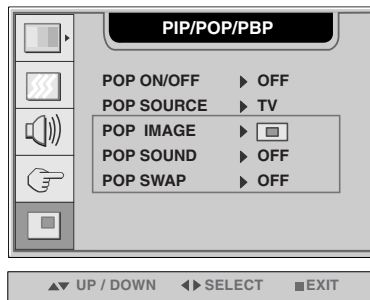 PIP/POP/PBP
POP ON/OFF ▶ OFF
POP SOURCE ▶ TV
POP IMAGE ▶
POP SOUND ▶ OFF
POP SWAP ▶ OFF
▲▼ UP / DOWN ◀▶ SELECT ■ EXIT